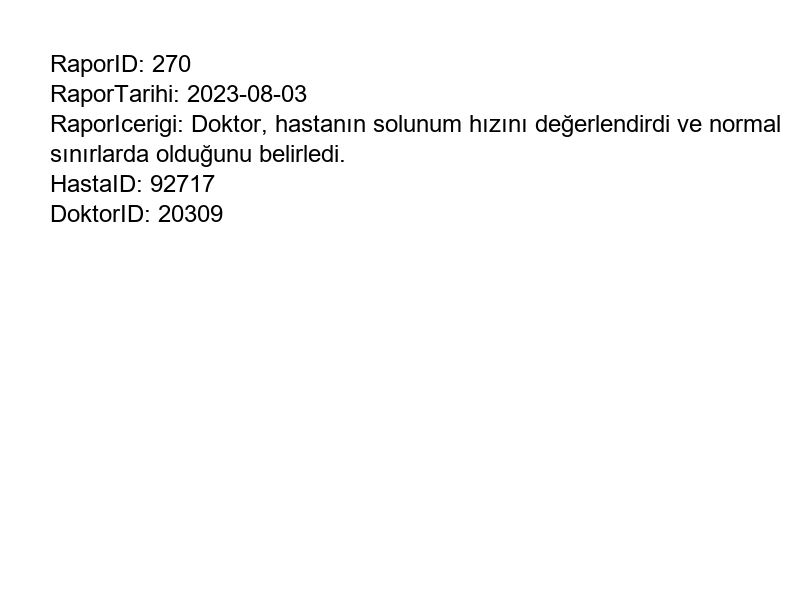 RaporID: 270
RaporTarihi: 2023-08-03
RaporIcerigi: Doktor, hastanın solunum hızını değerlendirdi ve normal
sınırlarda olduğunu belirledi.
HastaID: 92717
DoktorID: 20309